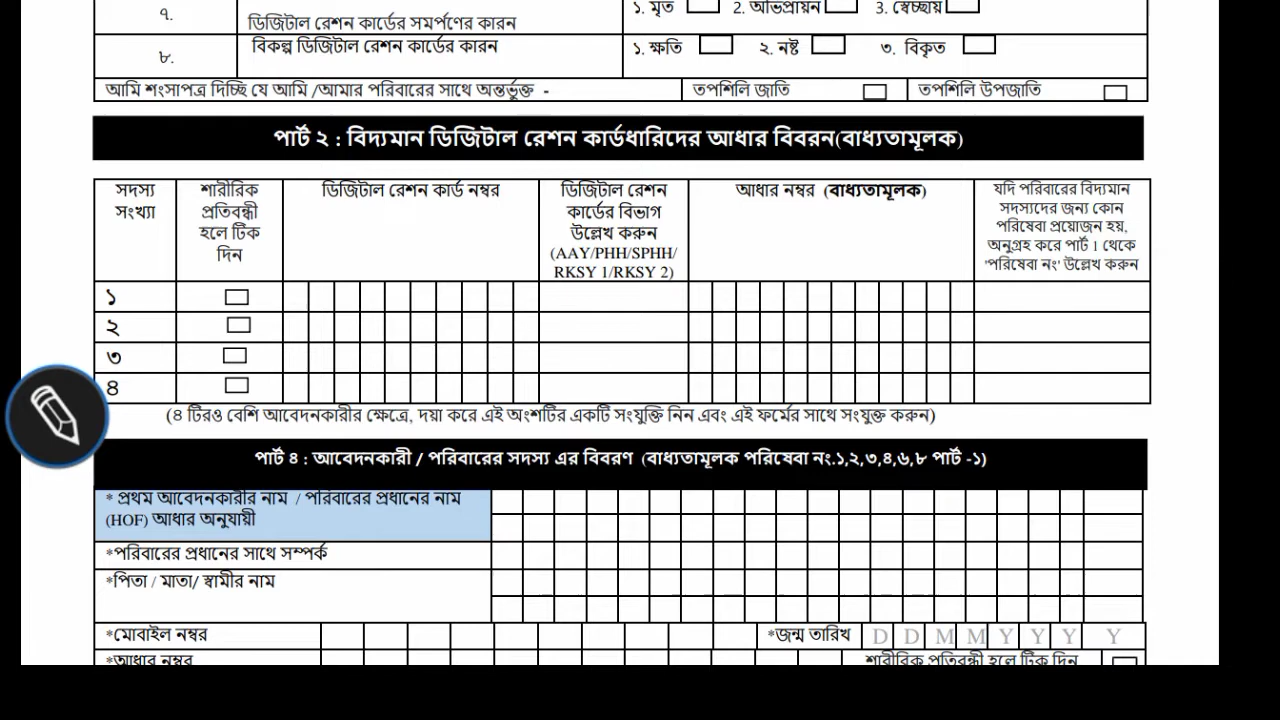 ৭. ডিজিটাল রেশন কার্ডের সমর্পণের কারন ১. মৃত 2. অভিপ্রায়ন 3. স্বেচ্ছায়
৮. বিকল্প ডিজিটাল রেশন কার্ডের কারন ১. ক্ষতি ২. নষ্ট ৩. বিকৃত
আমি শংসাপত্র দিচ্ছি যে আমি /আমার পরিবারের সাথে অন্তর্ভুক্ত - তপশিলি জাতি তপশিলি উপজাতি
পার্ট ২ : বিদ্যমান ডিজিটাল রেশন কার্ডধারিদের আধার বিবরন(বাধ্যতামূলক)
সদস্য
সংখ্যা
শারীরিক
প্রতিবন্ধী
হলে টিক
দিন
ডিজিটাল রেশন কার্ড নম্বর
ডিজিটাল রেশন
কার্ডের বিভাগ
উল্লেখ করুন
(AAY/PHH/SPHH/
RKSY 1/RKSY 2)
আধার নম্বর (বাধ্যতামূলক)
যদি পরিবারের বিদ্যমান
সদস্যদের জন্য কোন
পরিষেবা প্রয়োজন হয়,
অনুগ্রহ করে পার্ট 1 থেকে
'পরিষেবা নং' উল্লেখ করুন
১
২
৩
৪
(৪ টিরও বেশি আবেদনকারীর ক্ষেত্রে, দয়া করে এই অংশটির একটি সংযুক্তি নিন এবং এই ফর্মের সাথে সংযুক্ত করুন)
পার্ট ৪ : আবেদনকারী / পরিবারের সদস্য এর বিবরণ (বাধ্যতামূলক পরিষেবা নং.১,২,৩,৪,৬,৮ পার্ট -১)
* প্রথম আবেদনকারীর নাম / পরিবারের প্রধানের নাম
(HOF) আধার অনুযায়ী
*পরিবারের প্রধানের সাথে সম্পর্ক
*পিতা / মাতা/ স্বামীর নাম
*মোবাইল নম্বর *জন্ম তারিখ D D M M Y Y Y Y
*আধার নম্বর শারীরিক প্রতিবন্ধী হলে টিক দিন